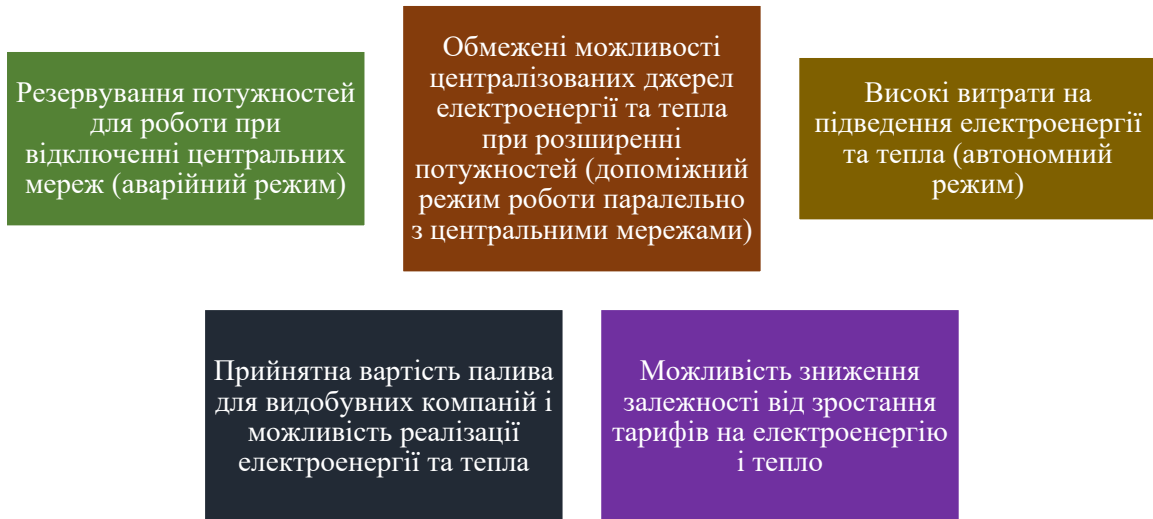 Резервування потужностей
для роботи при
відключенні центральних
мереж (аварійний режим)
Обмежені можливості
централізованих джерел
електроенергії та тепла
при розширенні
потужностей (допоміжний
режим роботи паралельно
з центральними мережами)
Високі витрати на
підведення електроенергії
та тепла (автономний
режим)
Прийнятна вартість палива
для видобувних компаній і
можливість реалізації
електроенергії та тепла
Можливість зниження
залежності від зростання
тарифів на електроенергію
і тепло